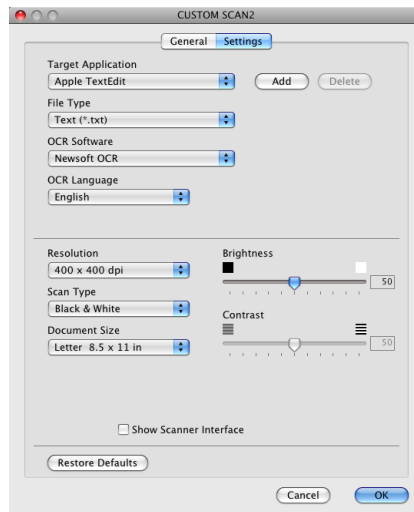 CUSTOM SCAN2
General Settings
Target Application
Apple TextEdit Add Delete
File Type
Text (*.txt)
OCR Software
Newsoft OCR
OCR Language
English
Resolution Brightness
400 x 400 dpi
50
Scan Type
Black & White
Contrast
Document Size
Letter 8.5 x 11 in 50
Show Scanner Interface
Restore Defaults
Cancel OK